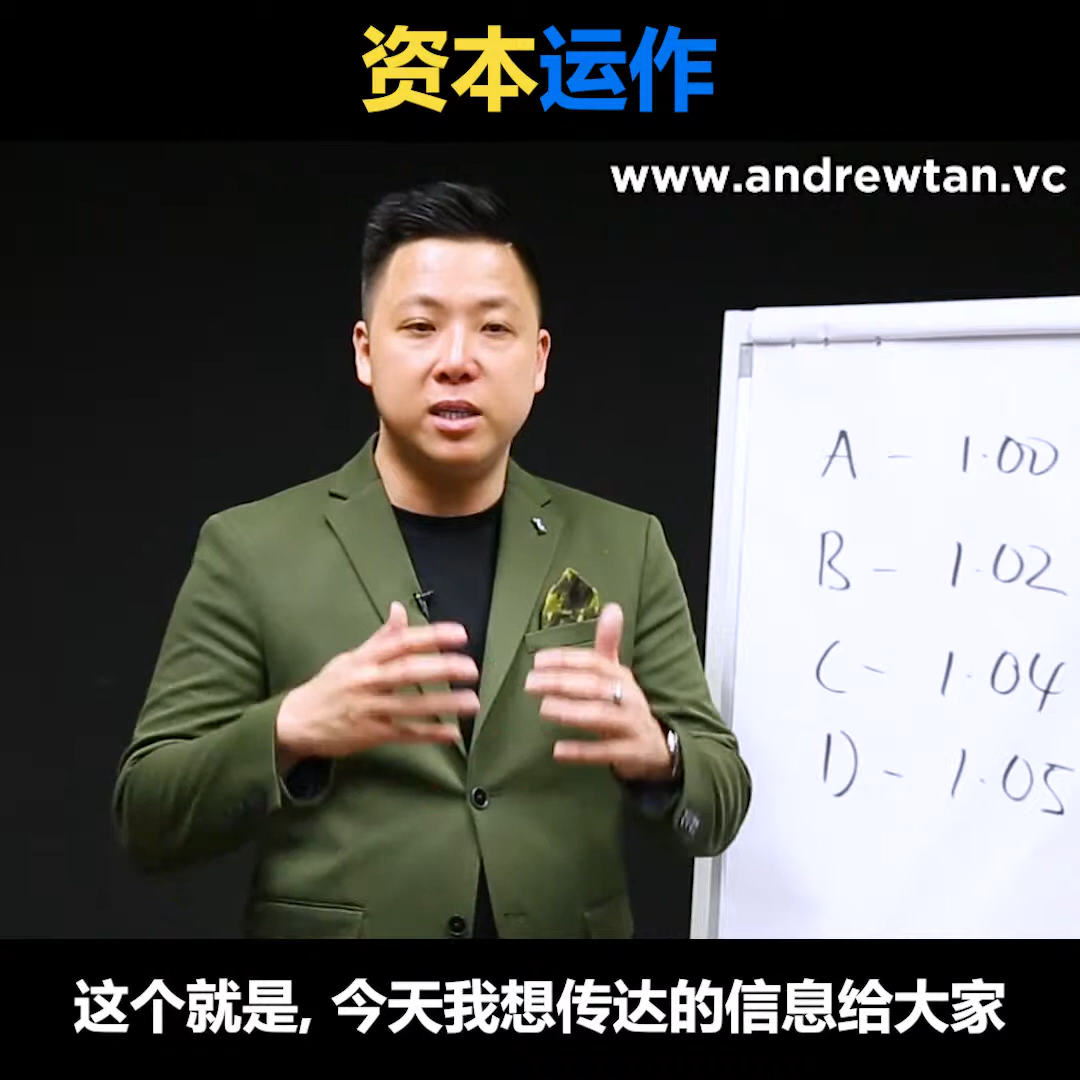 资本运作
www.andrewtan.vc
A - 1.00
B - 1.02
C - 1.04
D - 1.05
这个就是, 今天我想传达的信息给大家